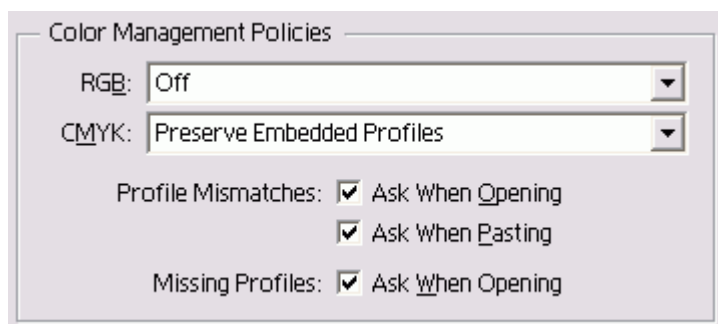 Color Management Policies
RGB: Off
CMYK: Preserve Embedded Profiles
Profile Mismatches: Ask When Opening
Ask When Pasting
Missing Profiles: Ask When Opening